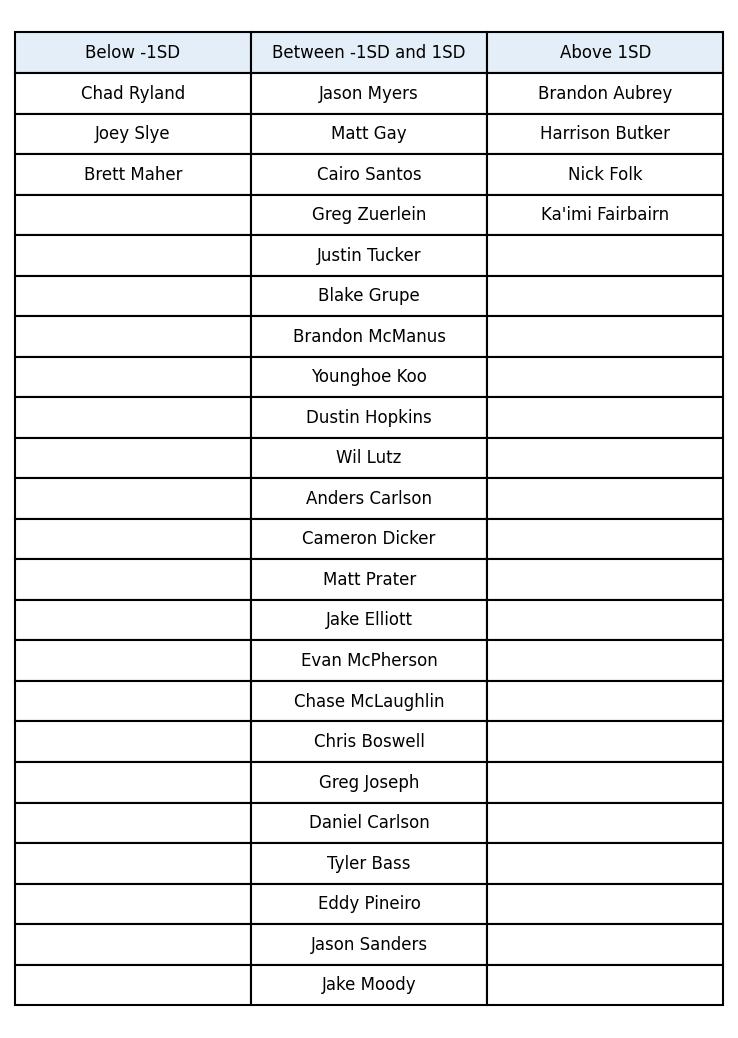 Below -1SD Between -1SD and 1SD Above 1SD
Chad Ryland Jason Myers Brandon Aubrey
Joey Slye Matt Gay Harrison Butker
Brett Maher Cairo Santos Nick Folk
Greg Zuerlein Ka'imi Fairbairn
Justin Tucker
Blake Grupe
Brandon McManus
Younghoe Koo
Dustin Hopkins
Wil Lutz
Anders Carlson
Cameron Dicker
Matt Prater
Jake Elliott
Evan McPherson
Chase McLaughlin
Chris Boswell
Greg Joseph
Daniel Carlson
Tyler Bass
Eddy Pineiro
Jason Sanders
Jake Moody